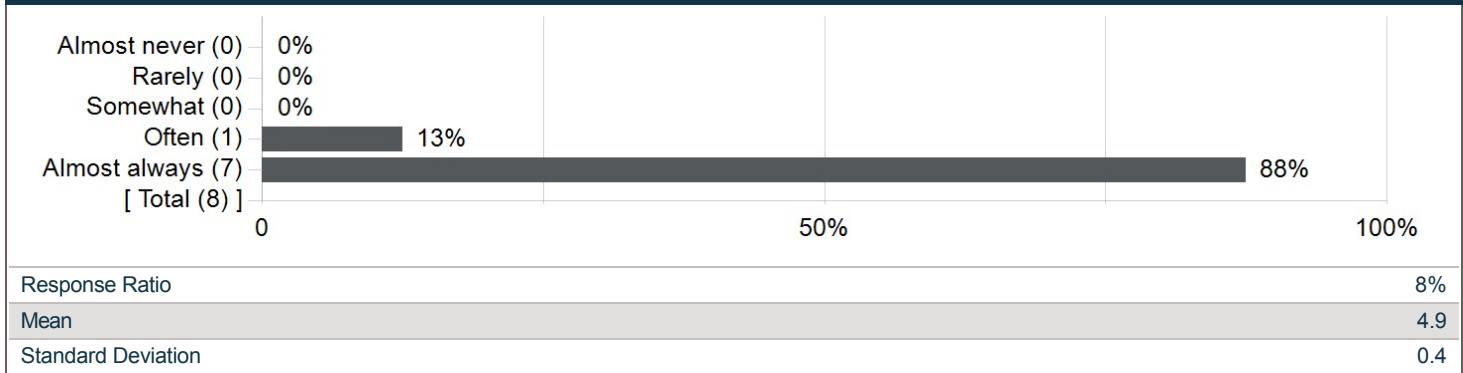 Almost never (0) 0%
Rarely (0) 0%
Somewhat (0) 0%
Often (1) 13%
Almost always (7) 88%
[ Total (8) ]
0 50% 100%
Response Ratio 8%
Mean 4.9
Standard Deviation 0.4